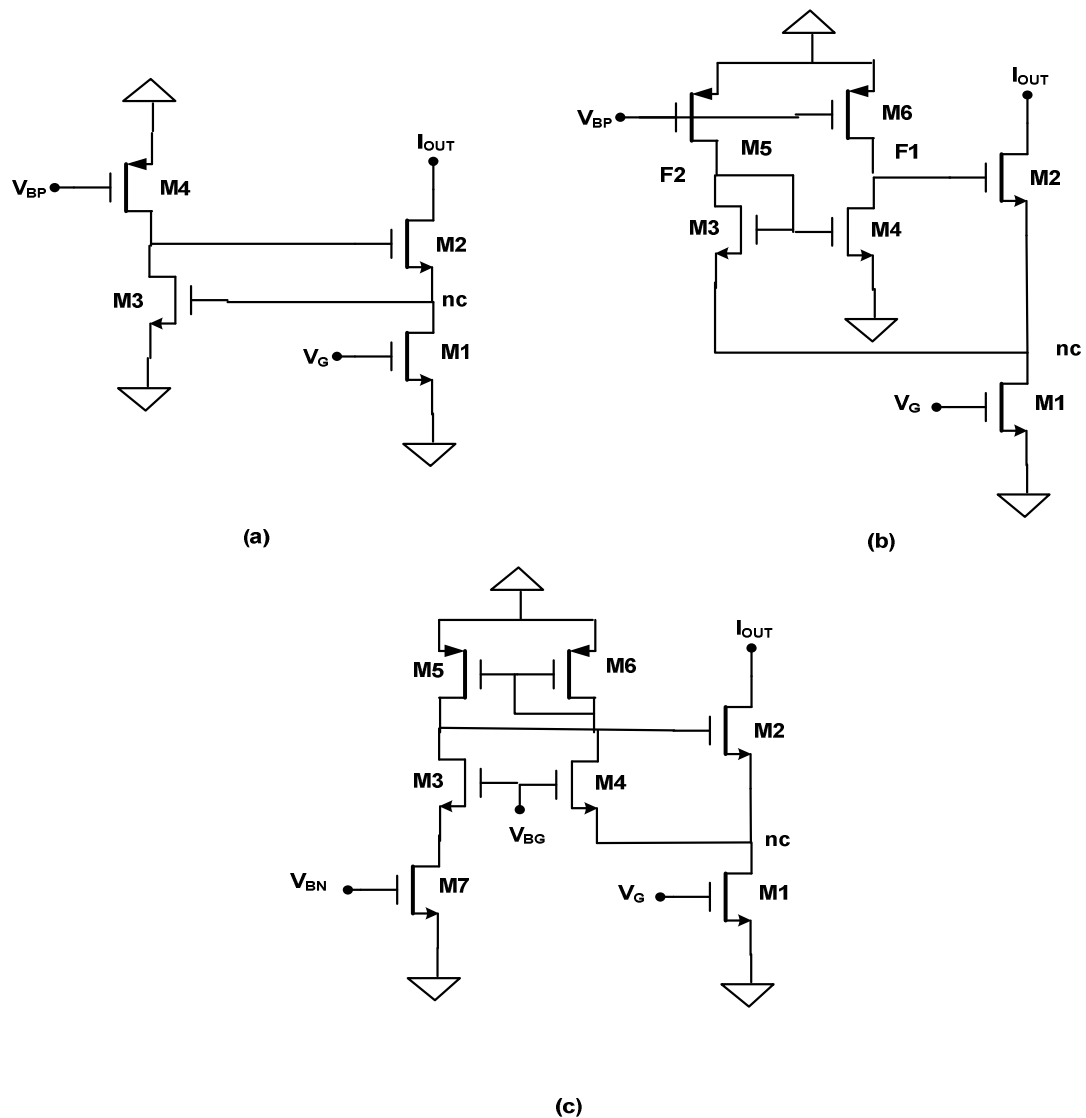 I_OUT
V_BP
M4
M2
M3
nc
V_G
M1
(a)
I_OUT
V_BP
M6
M5
F1
F2
M2
M3
M4
nc
V_G
M1
(b)
I_OUT
M5
M6
M2
M3
M4
V_BG
nc
V_BN
M7
V_G
M1
(c)